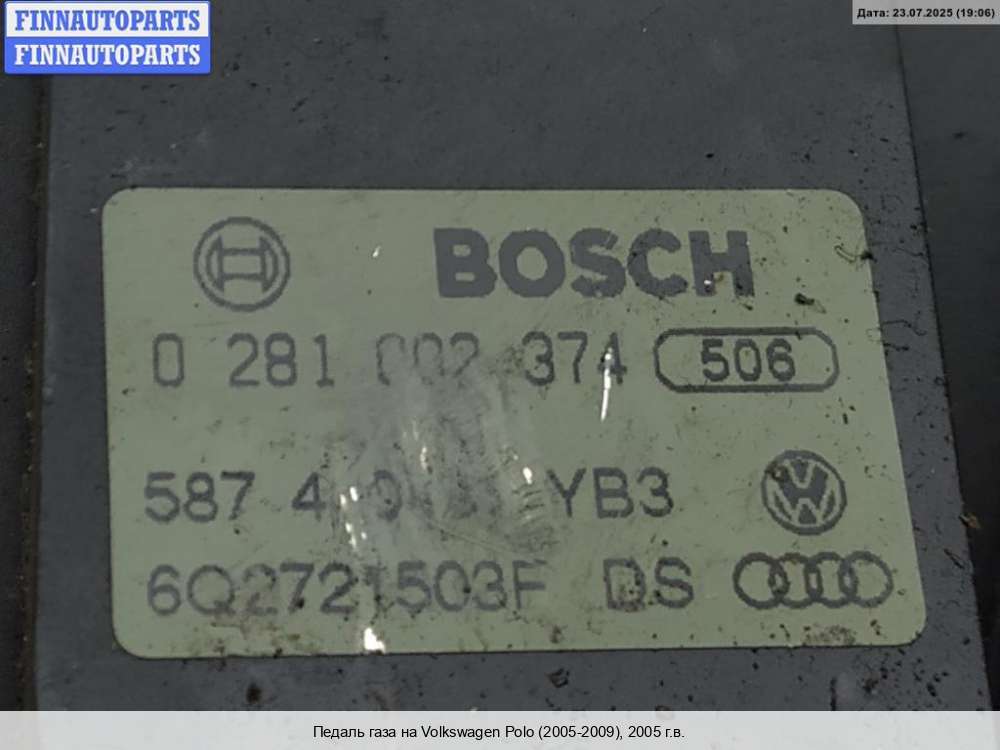 FINNAUTOPARTS
FINNAUTOPARTS
Дата: 23.07.2025 (19:06)
BOSCH
0 281 002 374 506
587 YB3
6Q2721503F DS
Педаль газа на Volkswagen Polo (2005-2009), 2005 г.в.